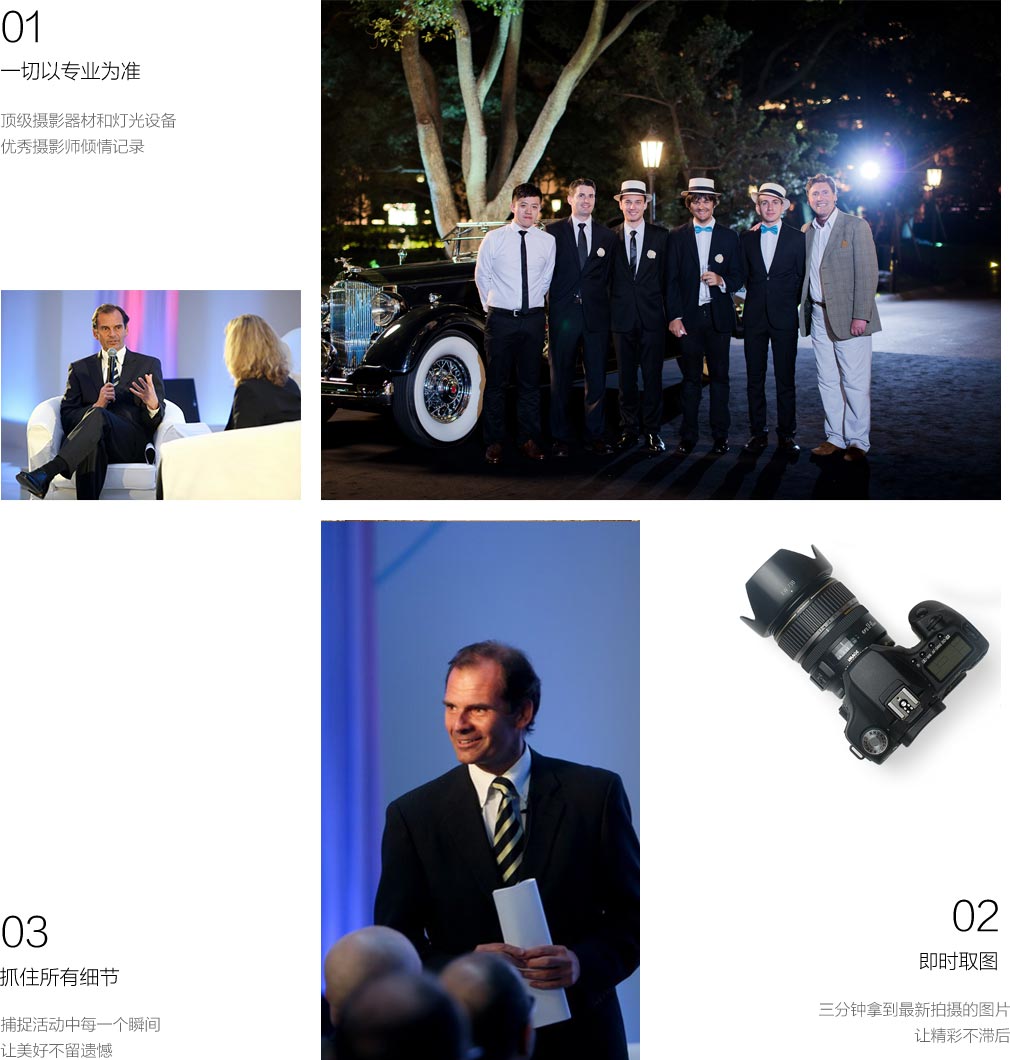 01
一切以专业为准
顶级摄影器材和灯光设备
优秀摄影师倾情记录
02
即时取图
三分钟拿到最新拍摄的图片
让精彩不滞后
03
抓住所有细节
捕捉活动中每一个瞬间
让美好不留遗憾